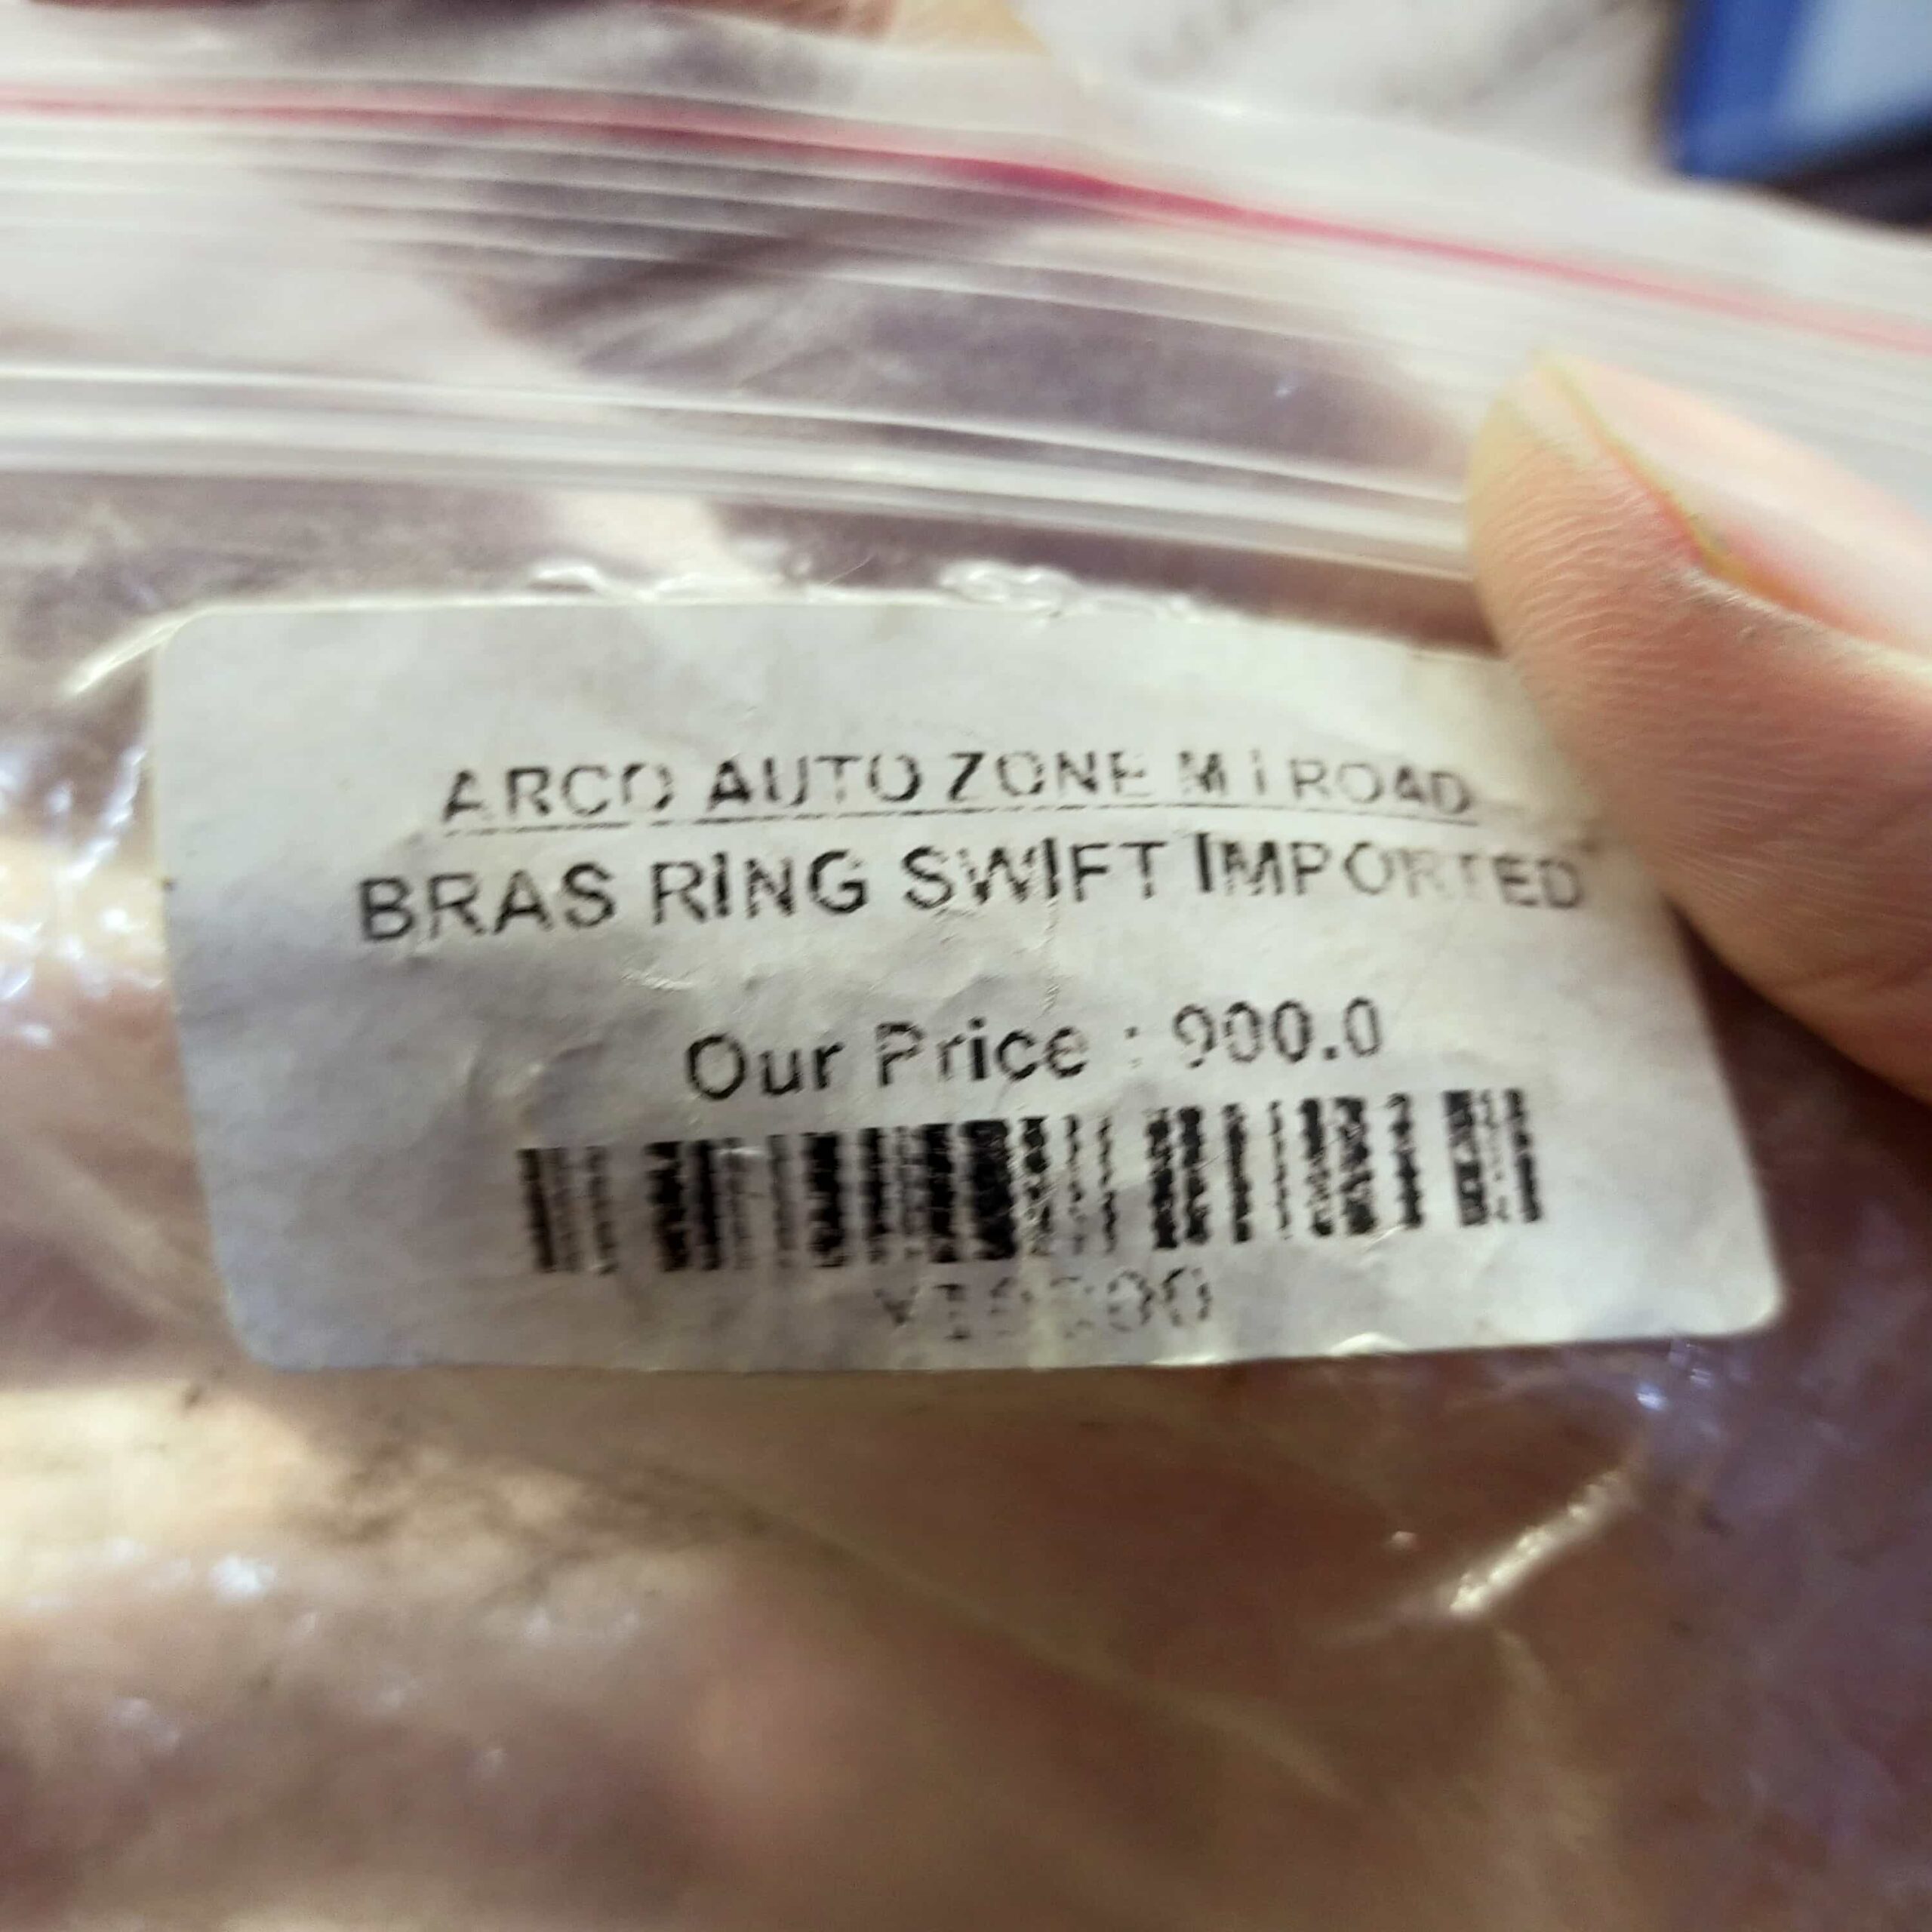 ARCO AUTO ZONE M I ROAD
BRAS RING SWIFT IMPORTED
Our Price : 900.0